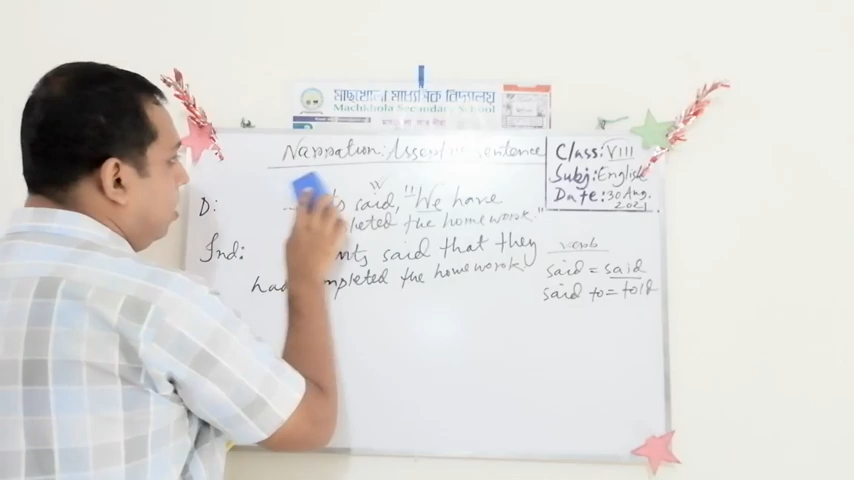 মাছখোলা মাধ্যমিক বিদ্যালয়
Machkhola Secondary School
Narration: Assertive sentence
Class: VIII
Subj: English
Date: 30 Aug. 2021
D: said, "We have
the homework."
Ind: said that they
had completed the homework.
verb
said = said
said to = told